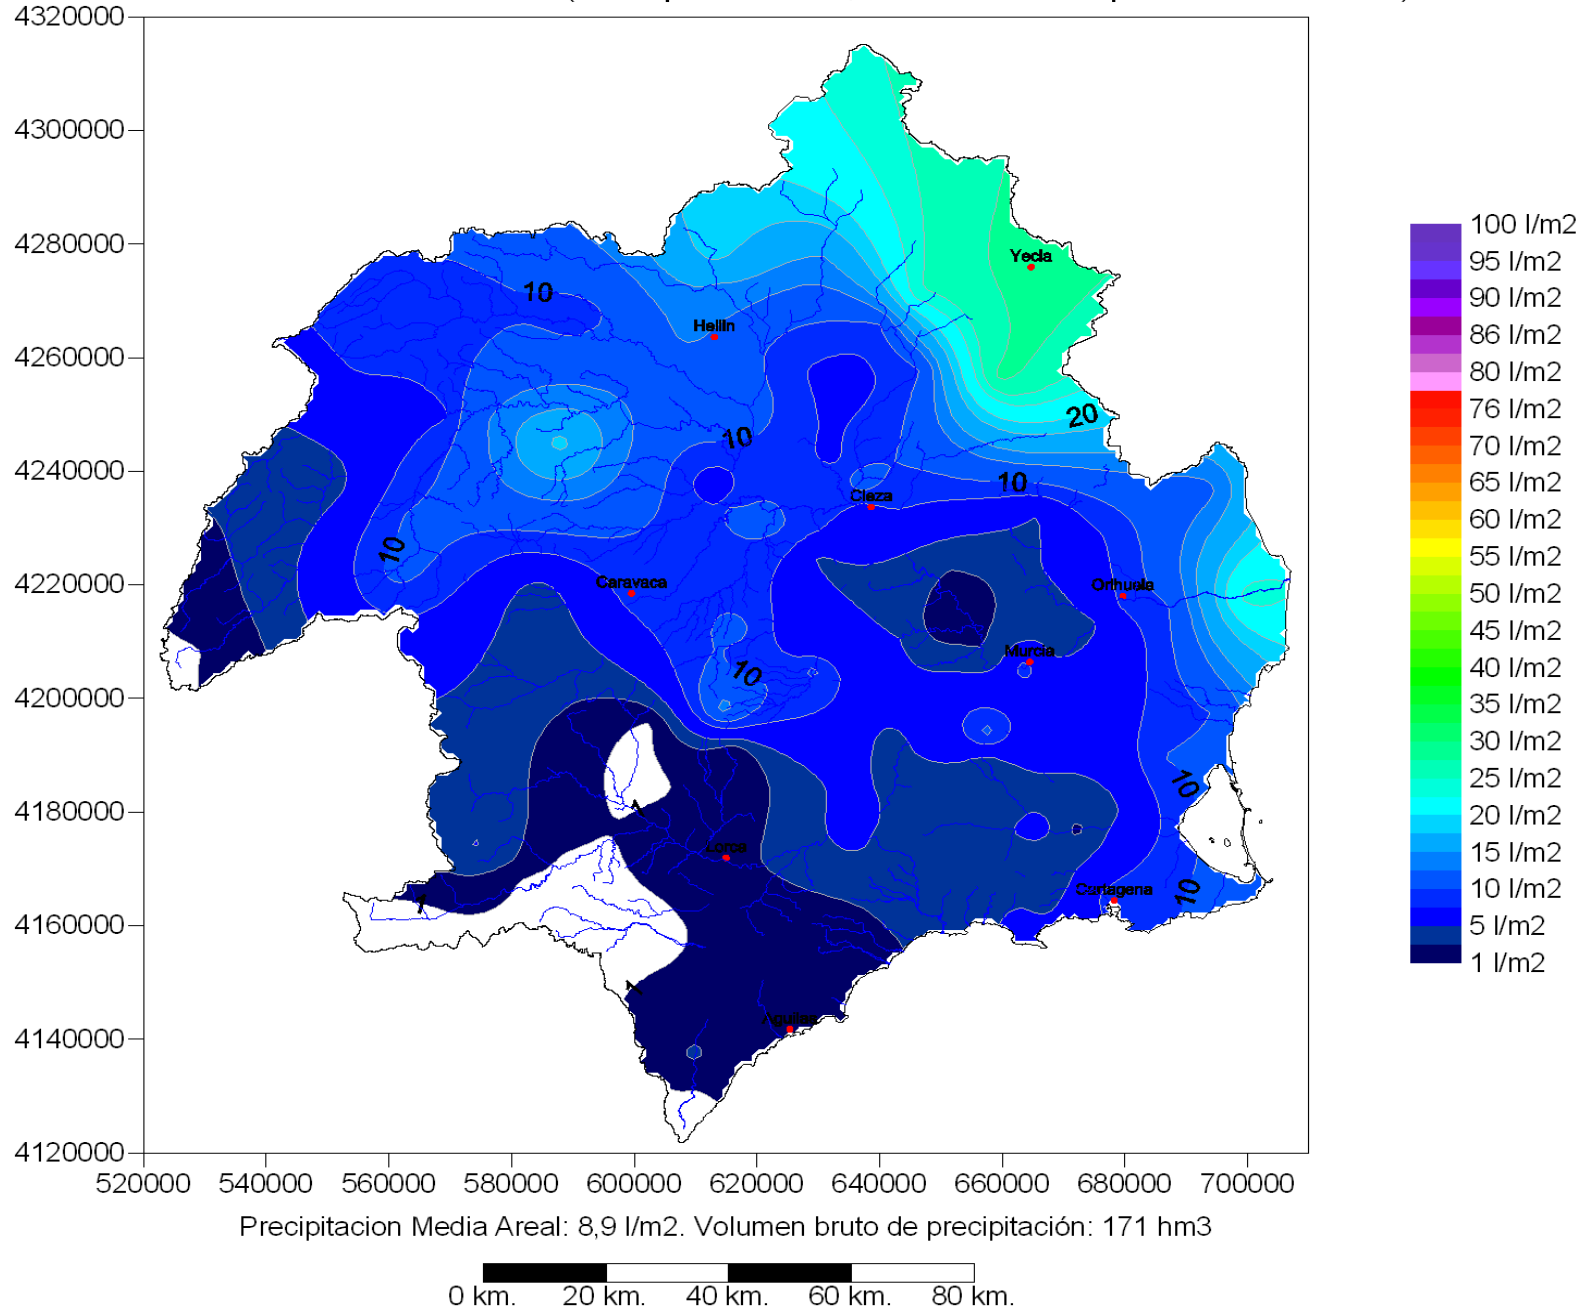 4320000
4300000
4280000
4260000
4240000
4220000
4200000
4180000
4160000
4140000
4120000
520000 540000 560000 580000 600000 620000 640000 660000 680000 700000
Yecla
10
Hellin
20
10
10
Cieza
10
Caravaca
Orihuela
Murcia
10
10
1
Lorca
Cartagena
10
1
1
Aguilas
100 l/m2
95 l/m2
90 l/m2
86 l/m2
80 l/m2
76 l/m2
70 l/m2
65 l/m2
60 l/m2
55 l/m2
50 l/m2
45 l/m2
40 l/m2
35 l/m2
30 l/m2
25 l/m2
20 l/m2
15 l/m2
10 l/m2
5 l/m2
1 l/m2
Precipitacion Media Areal: 8,9 l/m2. Volumen bruto de precipitación: 171 hm3
0 km. 20 km. 40 km. 60 km. 80 km.